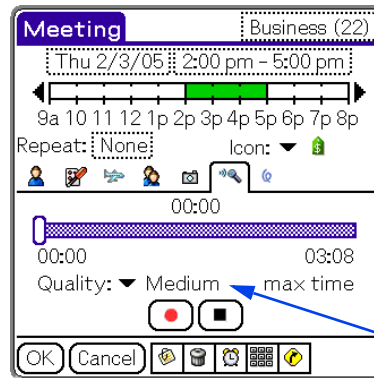 Meeting Business (22)
Thu 2/3/05 2:00 pm - 5:00 pm
9a 10 11 12 1p 2p 3p 4p 5p 6p 7p 8p
Repeat: None Icon: $
00:00
00:00 03:08
Quality: Medium max time
OK Cancel